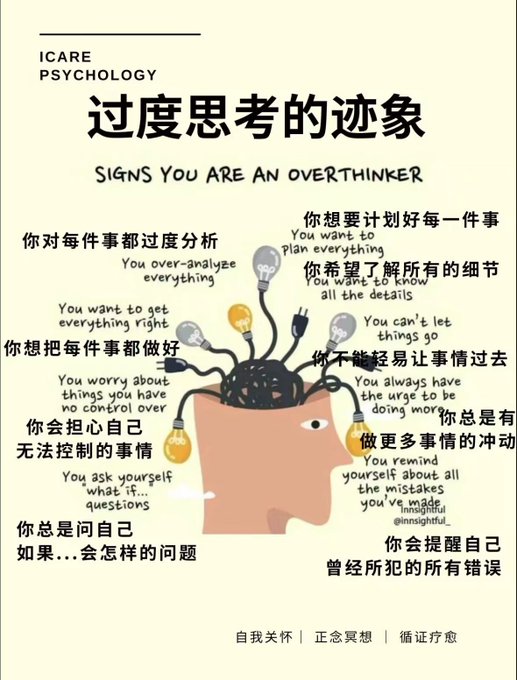 ICARE
PSYCHOLOGY
过度思考的迹象
SIGNS YOU ARE AN OVERTHINKER
你对每件事都过度分析
You over-analyze
everything
你想要计划好每一件事
You want to
plan everything
你希望了解所有的细节
You want to know
all the details
You want to get
everything right
你想把每件事都做好
You can't let
things go
你不能轻易让事情过去
You worry about
things you have
no control over
你会担心自己
无法控制的事情
You always have
the urge to be
doing more
你总是有
做更多事情的冲动
You ask yourself
"what if..."
questions
你总是问自己
如果...会怎样的问题
You remind
yourself about all
the mistakes
you've made
Innsightful
@innsightful_
你会提醒自己
曾经所犯的所有错误
自我关怀｜ 正念冥想 ｜ 循证疗愈